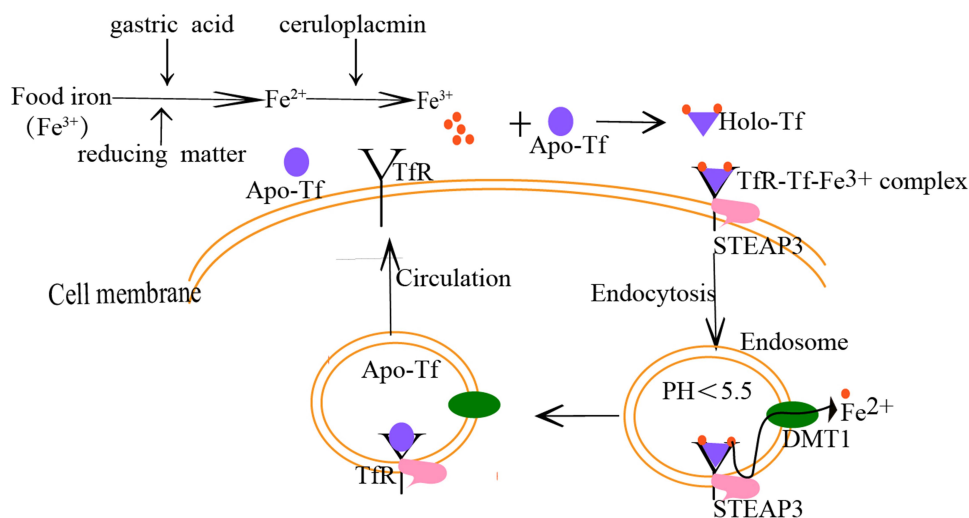 gastric acid
ceruloplacmin
Food iron
(Fe³⁺)
Fe²⁺
Fe³⁺
reducing matter
+
Apo-Tf
Holo-Tf
Apo-Tf
TfR
TfR-Tf-Fe3+ complex
STEAP3
Cell membrane
Circulation
Endocytosis
Endosome
Apo-Tf
PH<5.5
Fe2+
DMT1
TfR
STEAP3